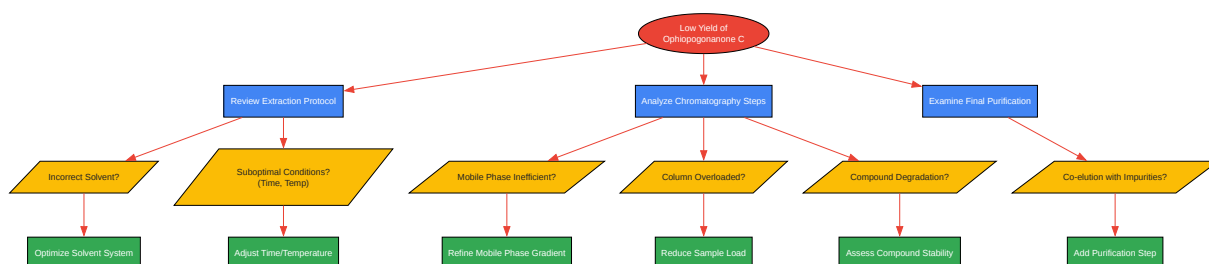 Low Yield of
Ophiopogonanone C
Review Extraction Protocol
Analyze Chromatography Steps
Examine Final Purification
Incorrect Solvent?
Suboptimal Conditions?
(Time, Temp)
Mobile Phase Inefficient?
Column Overloaded?
Compound Degradation?
Co-elution with Impurities?
Optimize Solvent System
Adjust Time/Temperature
Refine Mobile Phase Gradient
Reduce Sample Load
Assess Compound Stability
Add Purification Step